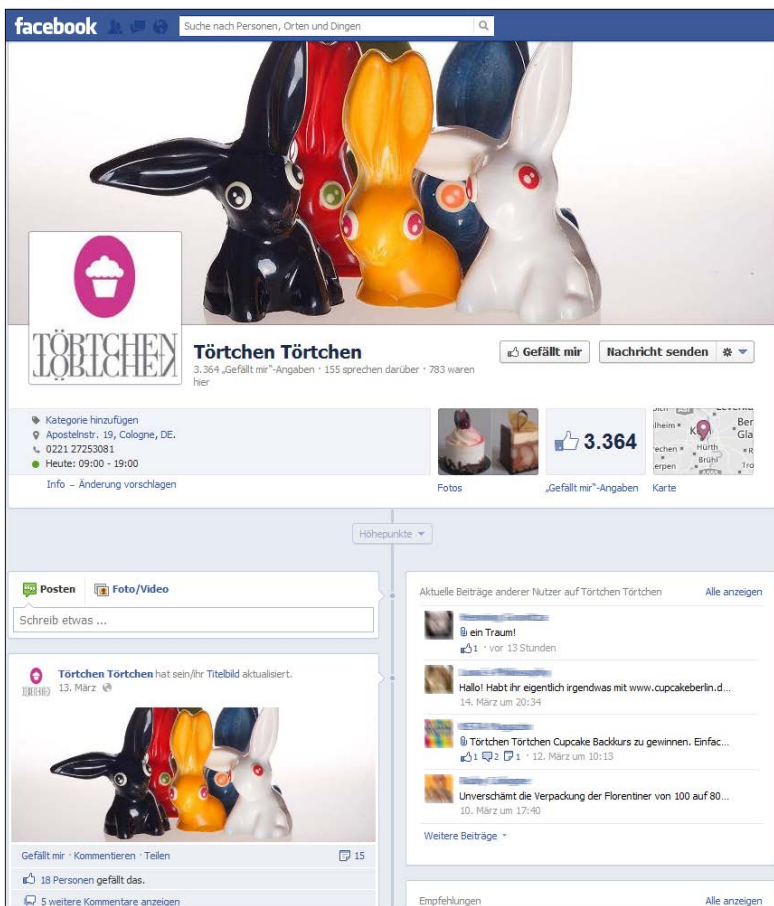 facebook
Suche nach Personen, Orten und Dingen
TÖRTCHEN
TÖRTCHEN
Törtchen Törtchen
3.364 „Gefällt mir“-Angaben · 155 sprechen darüber · 783 waren
hier
Gefällt mir
Nachricht senden
Kategorie hinzufügen
Apostelnstr. 19, Cologne, DE.
0221 27253081
Heute: 09:00 - 19:00
Info – Änderung vorschlagen
Fotos
3.364
„Gefällt mir“-Angaben
Hürth
Brühl
Karte
Höhepunkte
Posten
Foto/Video
Schreib etwas ...
Törtchen Törtchen hat sein/ihr Titelbild aktualisiert.
13. März
Gefällt mir · Kommentieren · Teilen
15
18 Personen gefällt das.
5 weitere Kommentare anzeigen
Aktuelle Beiträge anderer Nutzer auf Törtchen Törtchen
Alle anzeigen
ein Traum!
1 · vor 13 Stunden
Hallo! Habt ihr eigentlich irgendwas mit www.cupcakeberlin.d...
14. März um 20:34
Törtchen Törtchen Cupcake Backkurs zu gewinnen. Einfac...
1 2 1 · 12. März um 10:13
Unverschämt die Verpackung der Florentiner von 100 auf 80...
10. März um 17:40
Weitere Beiträge
Empfehlungen
Alle anzeigen